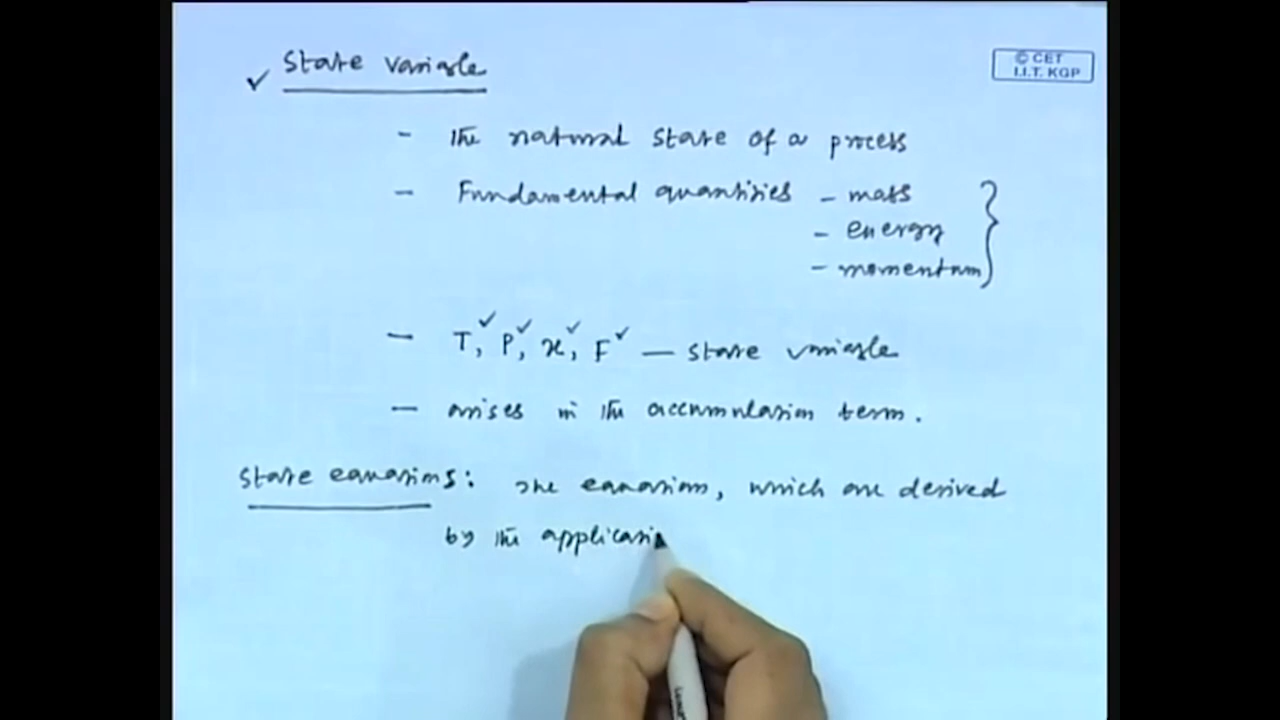 State variable
© CET
I.I.T. KGP
- The natural state of a process
- Fundamental quantities - mass
- energy
- momentum
- T, P, x, F - state variable
- arises in the accumulation term.
State equations: The equations, which are derived
by the applicati